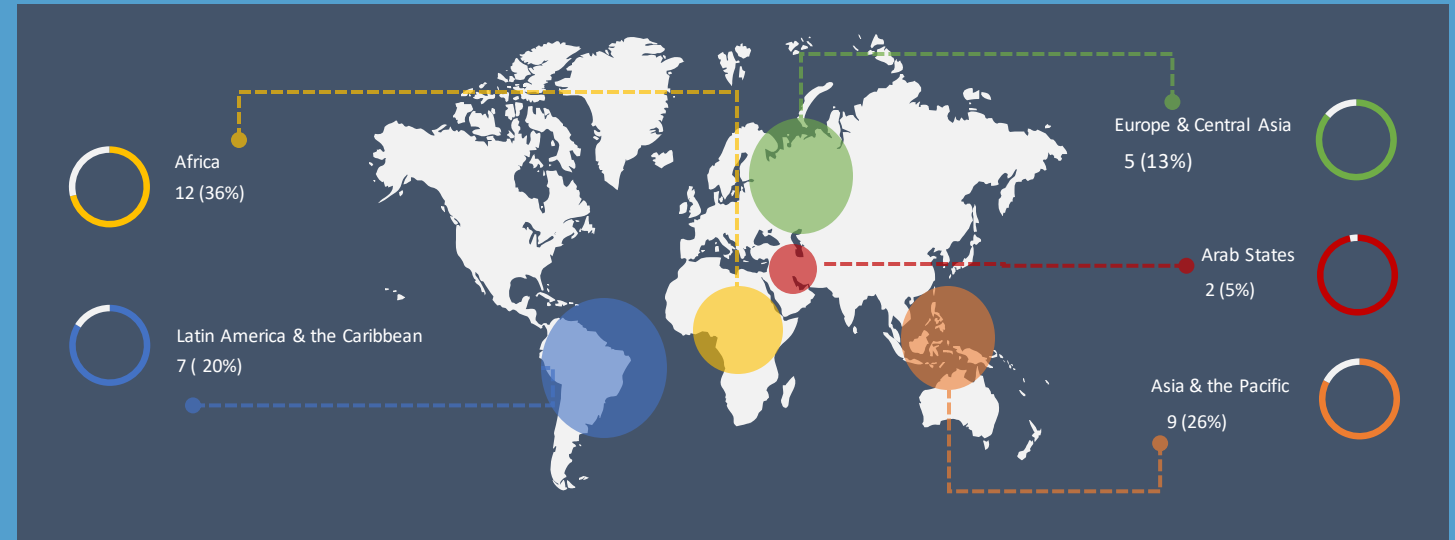 Africa
12 (36%)
Latin America & the Caribbean
7 ( 20%)
Europe & Central Asia
5 (13%)
Arab States
2 (5%)
Asia & the Pacific
9 (26%)